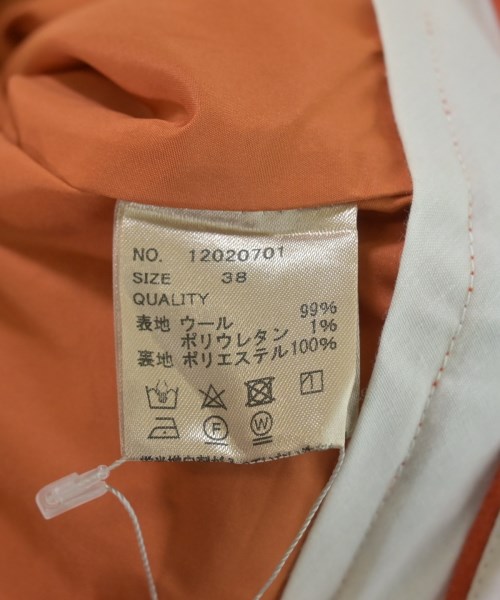 NO. 12020701
SIZE 38
QUALITY
表地 ウール 99%
ポリウレタン 1%
裏地 ポリエステル100%
F W